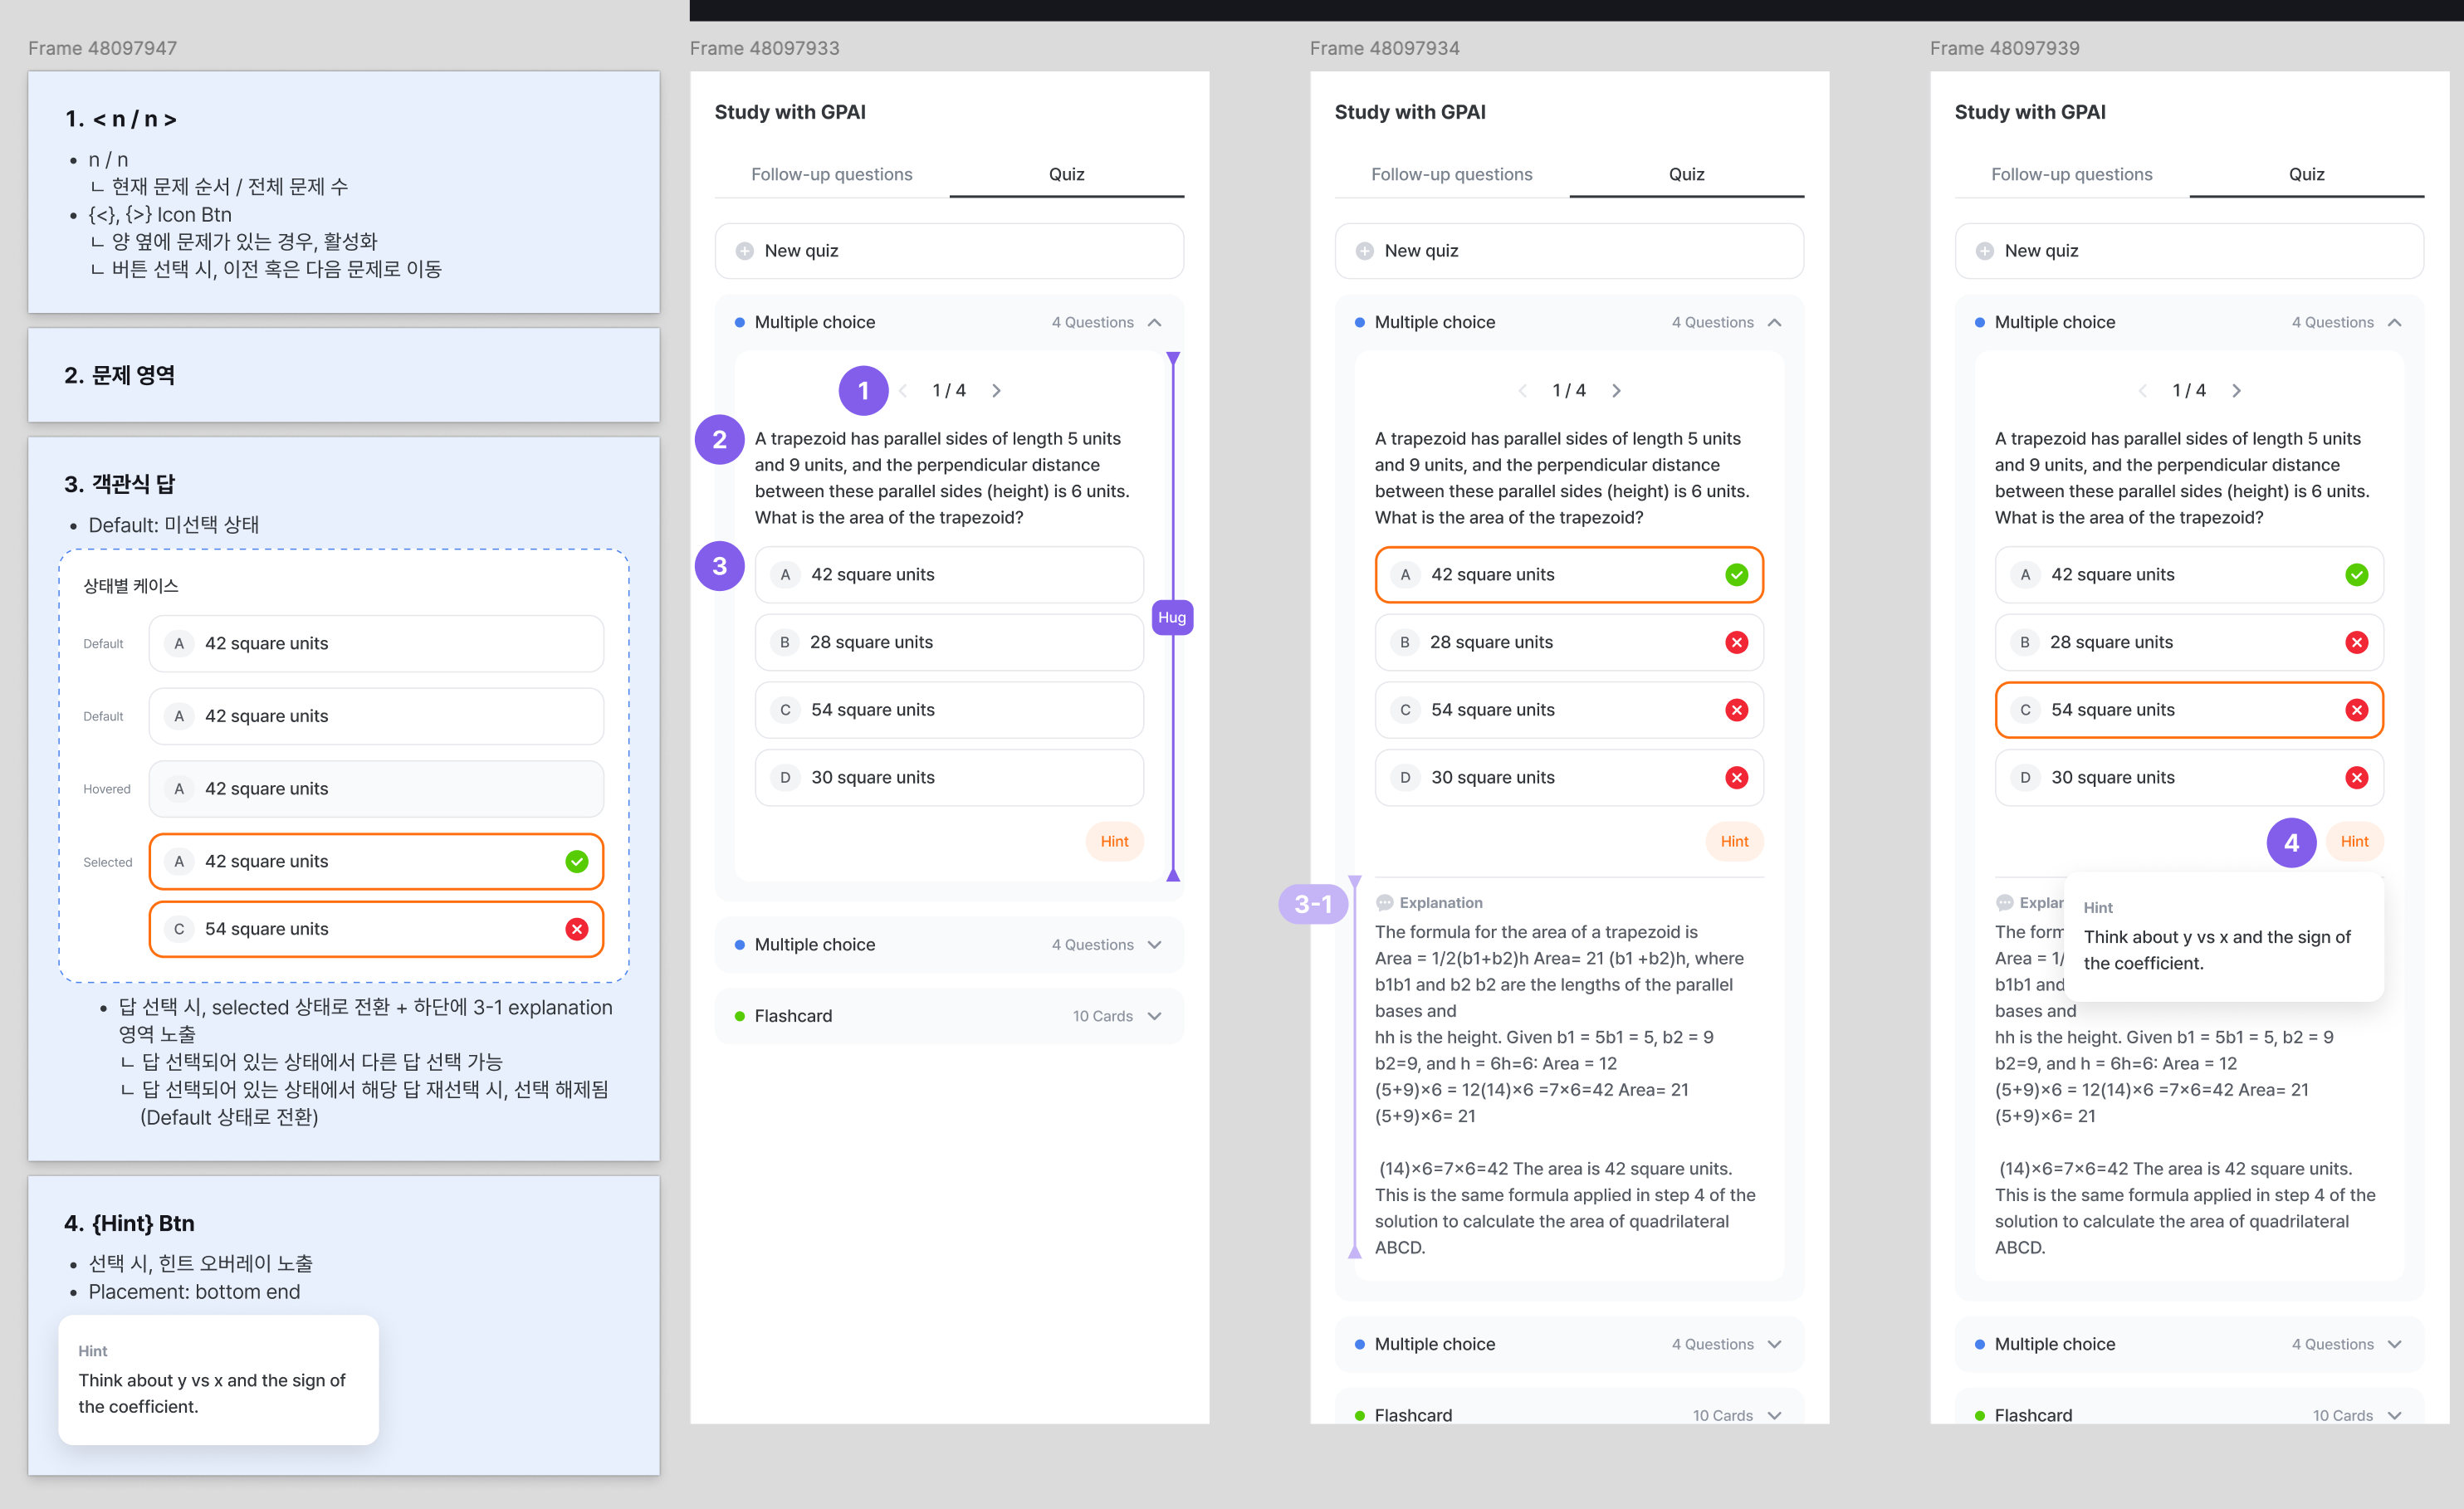 Frame 48097947
1. < n / n >
• n / n
ㄴ 현재 문제 순서 / 전체 문제 수
• {<}, {>} Icon Btn
ㄴ 양 옆에 문제가 있는 경우, 활성화
ㄴ 버튼 선택 시, 이전 혹은 다음 문제로 이동
2. 문제 영역
3. 객관식 답
• Default: 미선택 상태
상태별 케이스
Default A 42 square units
Default A 42 square units
Hovered A 42 square units
Selected A 42 square units
C 54 square units
• 답 선택 시, selected 상태로 전환 + 하단에 3-1 explanation
영역 노출
ㄴ 답 선택되어 있는 상태에서 다른 답 선택 가능
ㄴ 답 선택되어 있는 상태에서 해당 답 재선택 시, 선택 해제됨
(Default 상태로 전환)
4. {Hint} Btn
• 선택 시, 힌트 오버레이 노출
• Placement: bottom end
Hint
Think about y vs x and the sign of
the coefficient.
Frame 48097933
Study with GPAI
Follow-up questions Quiz
New quiz
Multiple choice 4 Questions
1 < 1 / 4 >
2
A trapezoid has parallel sides of length 5 units
and 9 units, and the perpendicular distance
between these parallel sides (height) is 6 units.
What is the area of the trapezoid?
3
A 42 square units
Hug
B 28 square units
C 54 square units
D 30 square units
Hint
Multiple choice 4 Questions
Flashcard 10 Cards
Frame 48097934
Study with GPAI
Follow-up questions Quiz
New quiz
Multiple choice 4 Questions
< 1 / 4 >
A trapezoid has parallel sides of length 5 units
and 9 units, and the perpendicular distance
between these parallel sides (height) is 6 units.
What is the area of the trapezoid?
A 42 square units
B 28 square units
C 54 square units
D 30 square units
Hint
3-1
Explanation
The formula for the area of a trapezoid is
Area = 1/2(b1+b2)h Area= 21 (b1 +b2)h, where
b1b1 and b2 b2 are the lengths of the parallel
bases and
hh is the height. Given b1 = 5b1 = 5, b2 = 9
b2=9, and h = 6h=6: Area = 12
(5+9)×6 = 12(14)×6 =7×6=42 Area= 21
(5+9)×6= 21
(14)×6=7×6=42 The area is 42 square units.
This is the same formula applied in step 4 of the
solution to calculate the area of quadrilateral
ABCD.
Multiple choice 4 Questions
Flashcard 10 Cards
Frame 48097939
Study with GPAI
Follow-up questions Quiz
New quiz
Multiple choice 4 Questions
< 1 / 4 >
A trapezoid has parallel sides of length 5 units
and 9 units, and the perpendicular distance
between these parallel sides (height) is 6 units.
What is the area of the trapezoid?
A 42 square units
B 28 square units
C 54 square units
D 30 square units
4 Hint
Hint
Think about y vs x and the sign of
the coefficient.
Explar
The form
Area = 1/
b1b1 and
bases and
hh is the height. Given b1 = 5b1 = 5, b2 = 9
b2=9, and h = 6h=6: Area = 12
(5+9)×6 = 12(14)×6 =7×6=42 Area= 21
(5+9)×6= 21
(14)×6=7×6=42 The area is 42 square units.
This is the same formula applied in step 4 of the
solution to calculate the area of quadrilateral
ABCD.
Multiple choice 4 Questions
Flashcard 10 Cards